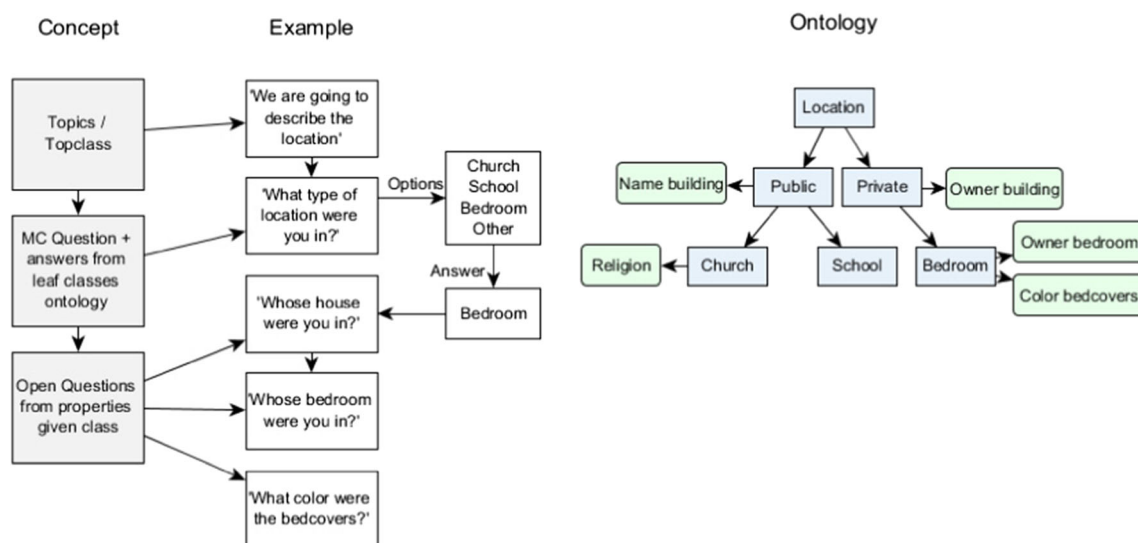 Concept
Example
Ontology
Topics /
Topclass
'We are going to
describe the
location'
MC Question +
answers from
leaf classes
ontology
'What type of
location were
you in?'
Options
Church
School
Bedroom
Other
Answer
Bedroom
Open Questions
from properties
given class
'Whose house
were you in?'
'Whose bedroom
were you in?'
'What color were
the bedcovers?'
Location
Name building
Public
Private
Owner building
Religion
Church
School
Bedroom
Owner bedroom
Color bedcovers